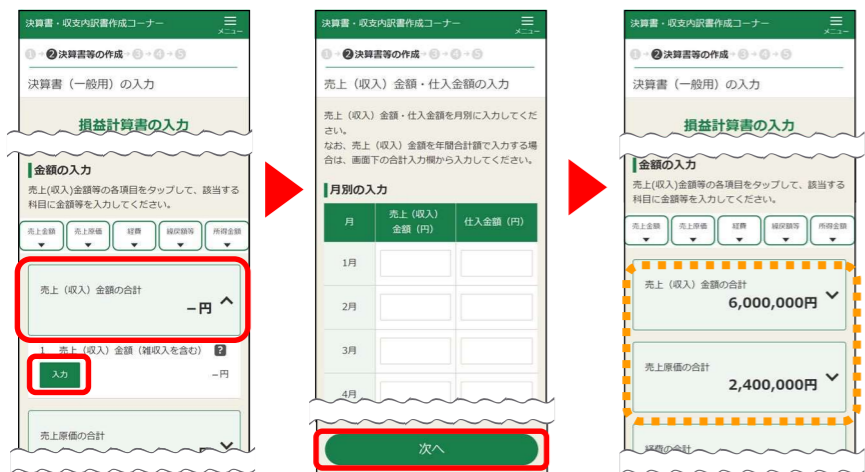 決算書・収支内訳書作成コーナー
メニュー
1 2 決算書等の作成 3 4 5
決算書（一般用）の入力
損益計算書の入力
金額の入力
売上(収入)金額等の各項目をタップして、該当する
科目に金額等を入力してください。
売上金額 売上原価 経費 繰戻額等 所得金額
売上（収入）金額の合計
－円
1 売上（収入）金額（雑収入を含む） ?
入力 －円
売上原価の合計
決算書・収支内訳書作成コーナー
メニュー
1 2 決算書等の作成 3 4 5
売上（収入）金額・仕入金額の入力
売上（収入）金額・仕入金額を月別に入力してくだ
さい。
なお、売上（収入）金額を年間合計額で入力する場
合は、画面下の合計入力欄から入力してください。
月別の入力
月 売上（収入）
金額（円） 仕入金額（円）
1月
2月
3月
4月
次へ
決算書・収支内訳書作成コーナー
メニュー
1 2 決算書等の作成 3 4 5
決算書（一般用）の入力
損益計算書の入力
金額の入力
売上(収入)金額等の各項目をタップして、該当する
科目に金額等を入力してください。
売上金額 売上原価 経費 繰戻額等 所得金額
売上（収入）金額の合計
6,000,000円
売上原価の合計
2,400,000円
経費の合計